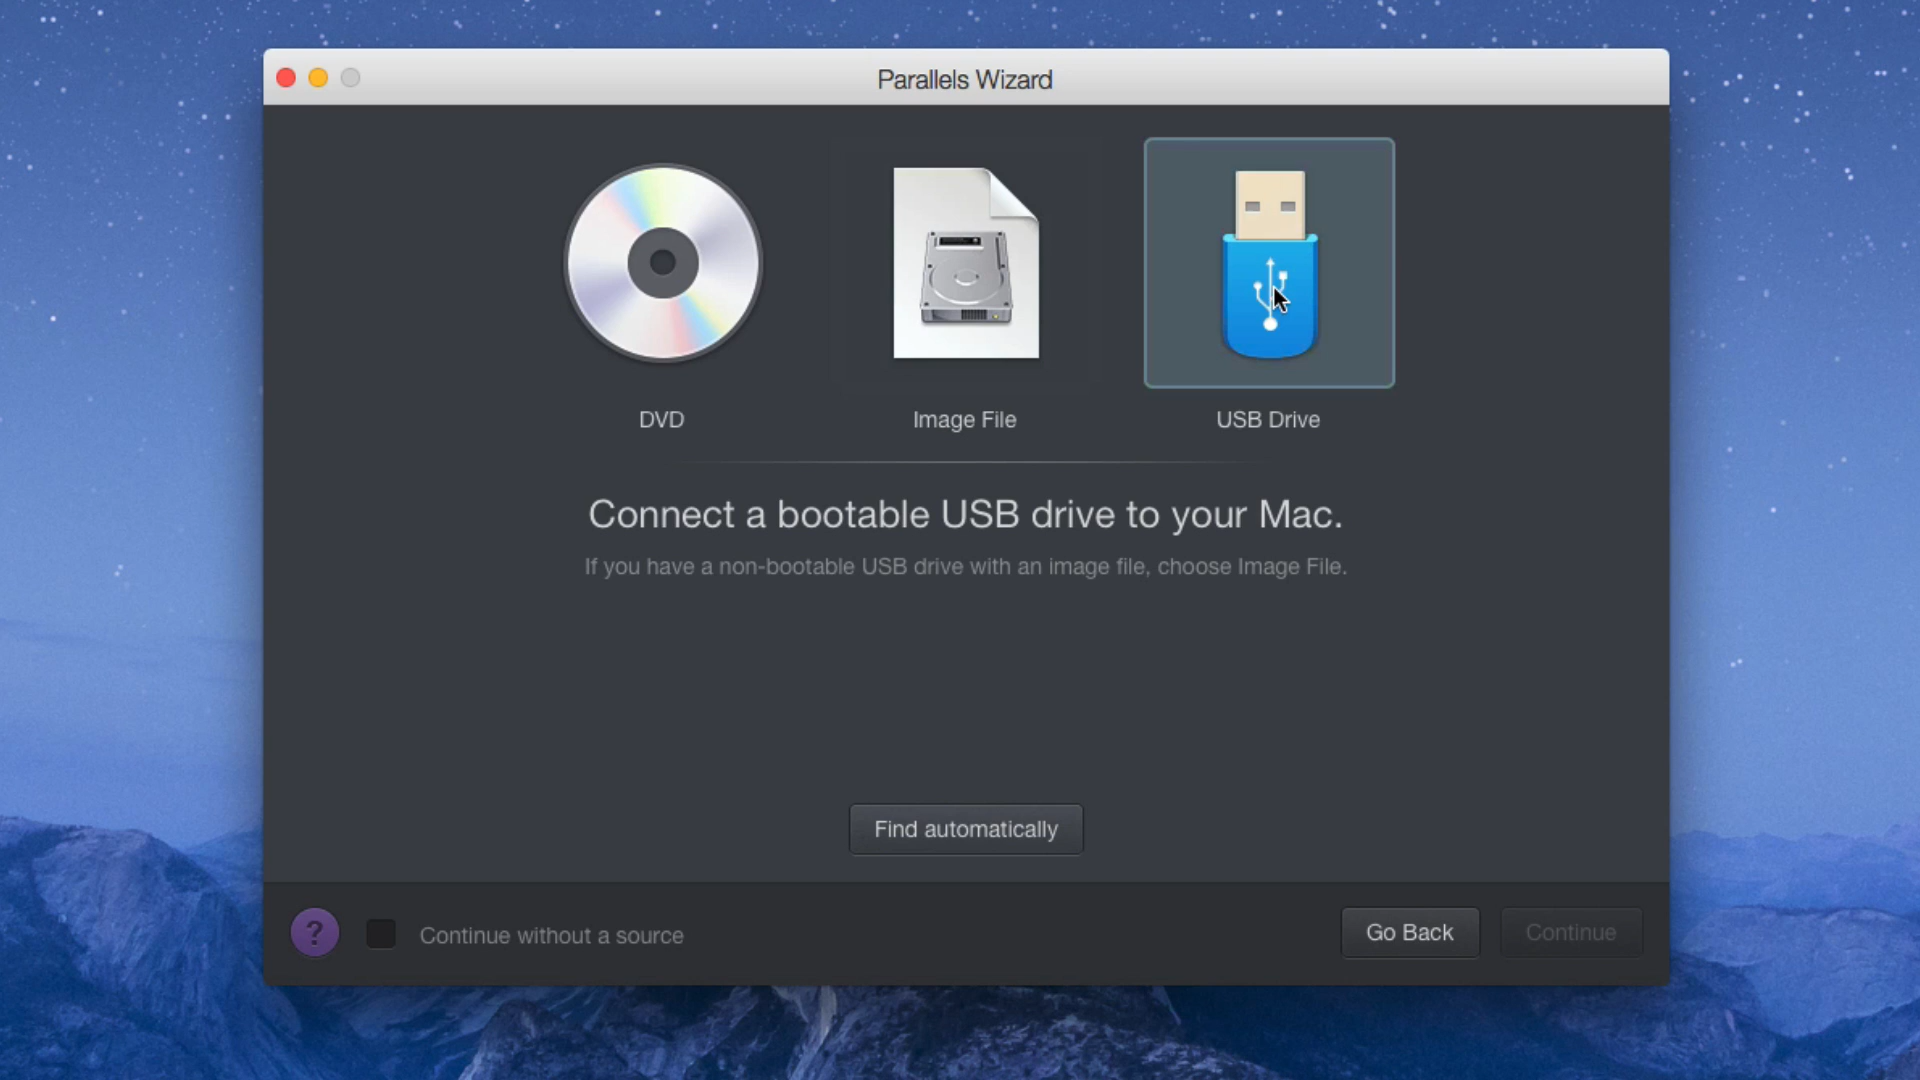 Parallels Wizard
DVD
Image File
USB Drive
Connect a bootable USB drive to your Mac.
If you have a non-bootable USB drive with an image file, choose Image File.
Find automatically
?
Continue without a source
Go Back
Continue